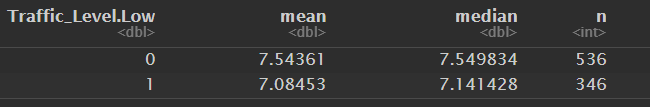 Traffic_Level.Low mean median n
<dbl> <dbl> <dbl> <int>
0 7.54361 7.549834 536
1 7.08453 7.141428 346